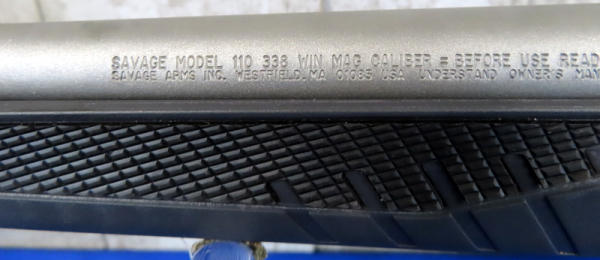 SAVAGE MODEL 110 338 WIN MAG CALIBER = BEFORE USE READ
SAVAGE ARMS INC. WESTFIELD, MA 01085 USA UNDERSTAND OWNER'S MAN